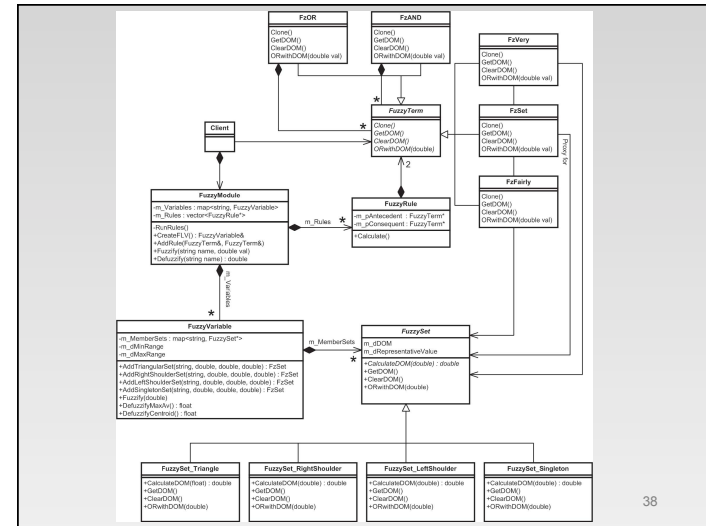 FzOR
Clone()
GetDOM()
ClearDOM()
ORwithDOM(double val)
FzAND
Clone()
GetDOM()
ClearDOM()
ORwithDOM(double val)
FzVery
Clone()
GetDOM()
ClearDOM()
ORwithDOM(double val)
*
*
FuzzyTerm
Clone()
GetDOM()
ClearDOM()
ORwithDOM(double)
FzSet
Clone()
GetDOM()
ClearDOM()
ORwithDOM(double val)
Proxy for
Client
2
FzFairly
Clone()
GetDOM()
ClearDOM()
ORwithDOM(double val)
FuzzyModule
-m_Variables : map<string, FuzzyVariable>
-m_Rules : vector<FuzzyRule*>
-RunRules()
+CreateFLV() : FuzzyVariable&
+AddRule(FuzzyTerm&, FuzzyTerm&)
+Fuzzify(string name, double val)
+Defuzzify(string name) : double
m_Rules
*
FuzzyRule
-m_pAntecedent : FuzzyTerm*
-m_pConsequent : FuzzyTerm*
+Calculate()
m_Variables
*
FuzzyVariable
-m_MemberSets : map<string, FuzzySet*>
-m_dMinRange
-m_dMaxRange
+AddTriangularSet(string, double, double, double) : FzSet
+AddRightShoulderSet(string, double, double, double) : FzSet
+AddLeftShoulderSet(string, double, double, double) : FzSet
+AddSingletonSet(string, double, double, double) : FzSet
+Fuzzify(double)
+DefuzzifyMaxAv() : float
+DefuzzifyCentroid() : float
m_MemberSets
*
FuzzySet
m_dDOM
m_dRepresentativeValue
+CalculateDOM(double) : double
+GetDOM()
+ClearDOM()
+ORwithDOM(double)
FuzzySet_Triangle
+CalculateDOM(float) : double
+GetDOM()
+ClearDOM()
+ORwithDOM(double)
FuzzySet_RightShoulder
+CalculateDOM(double) : double
+GetDOM()
+ClearDOM()
+ORwithDOM(double)
FuzzySet_LeftShoulder
+CalculateDOM(double) : double
+GetDOM()
+ClearDOM()
+ORwithDOM(double)
FuzzySet_Singleton
+CalculateDOM(double) : double
+GetDOM()
+ClearDOM()
+ORwithDOM(double)
38